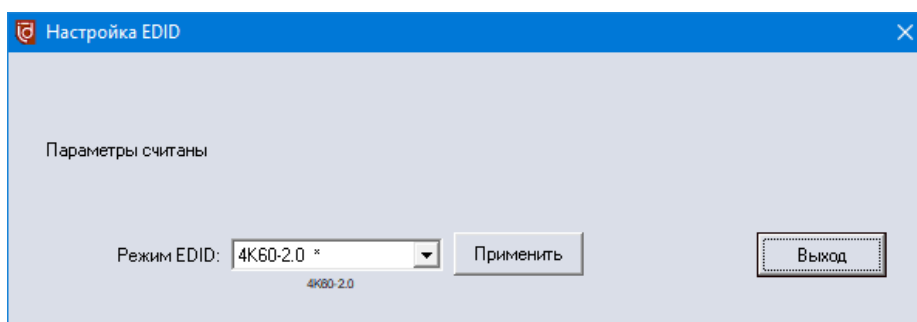 Настройка EDID
Параметры считаны
Режим EDID: 4K60-2.0 * Применить Выход
4K60-2.0